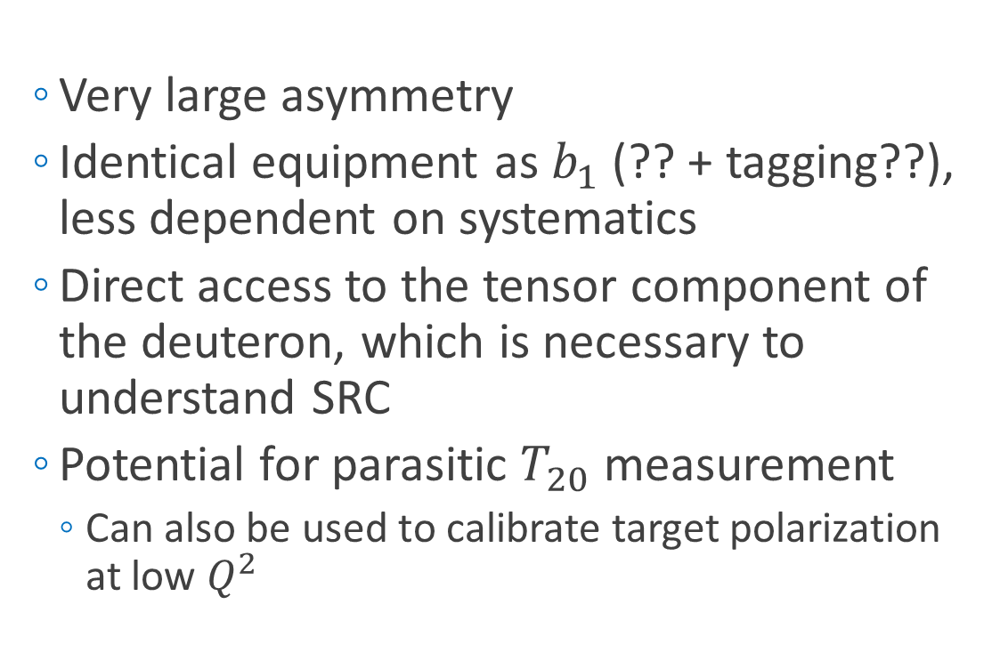 ◦ Very large asymmetry
◦ Identical equipment as b₁ (?? + tagging??),
less dependent on systematics
◦ Direct access to the tensor component of
the deuteron, which is necessary to
understand SRC
◦ Potential for parasitic T₂₀ measurement
◦ Can also be used to calibrate target polarization
at low Q²